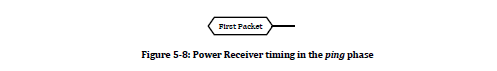 First Packet
Figure 5-8: Power Receiver timing in the ping phase